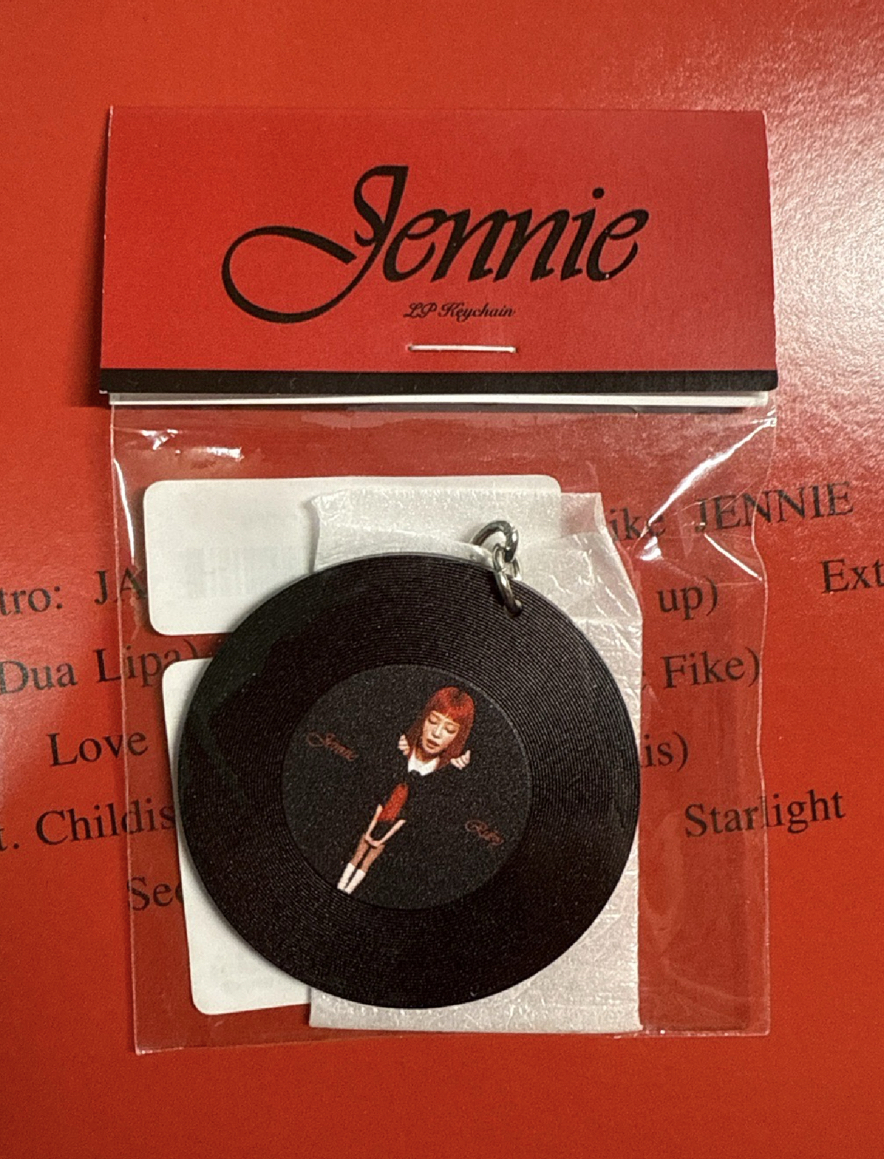 Jennie
LP Keychain
ike JENNIE
tro: JA
up)
Ext
Dua Lipa)
Fike)
Love
is)
t. Childis
Starlight
Jennie
Ruby